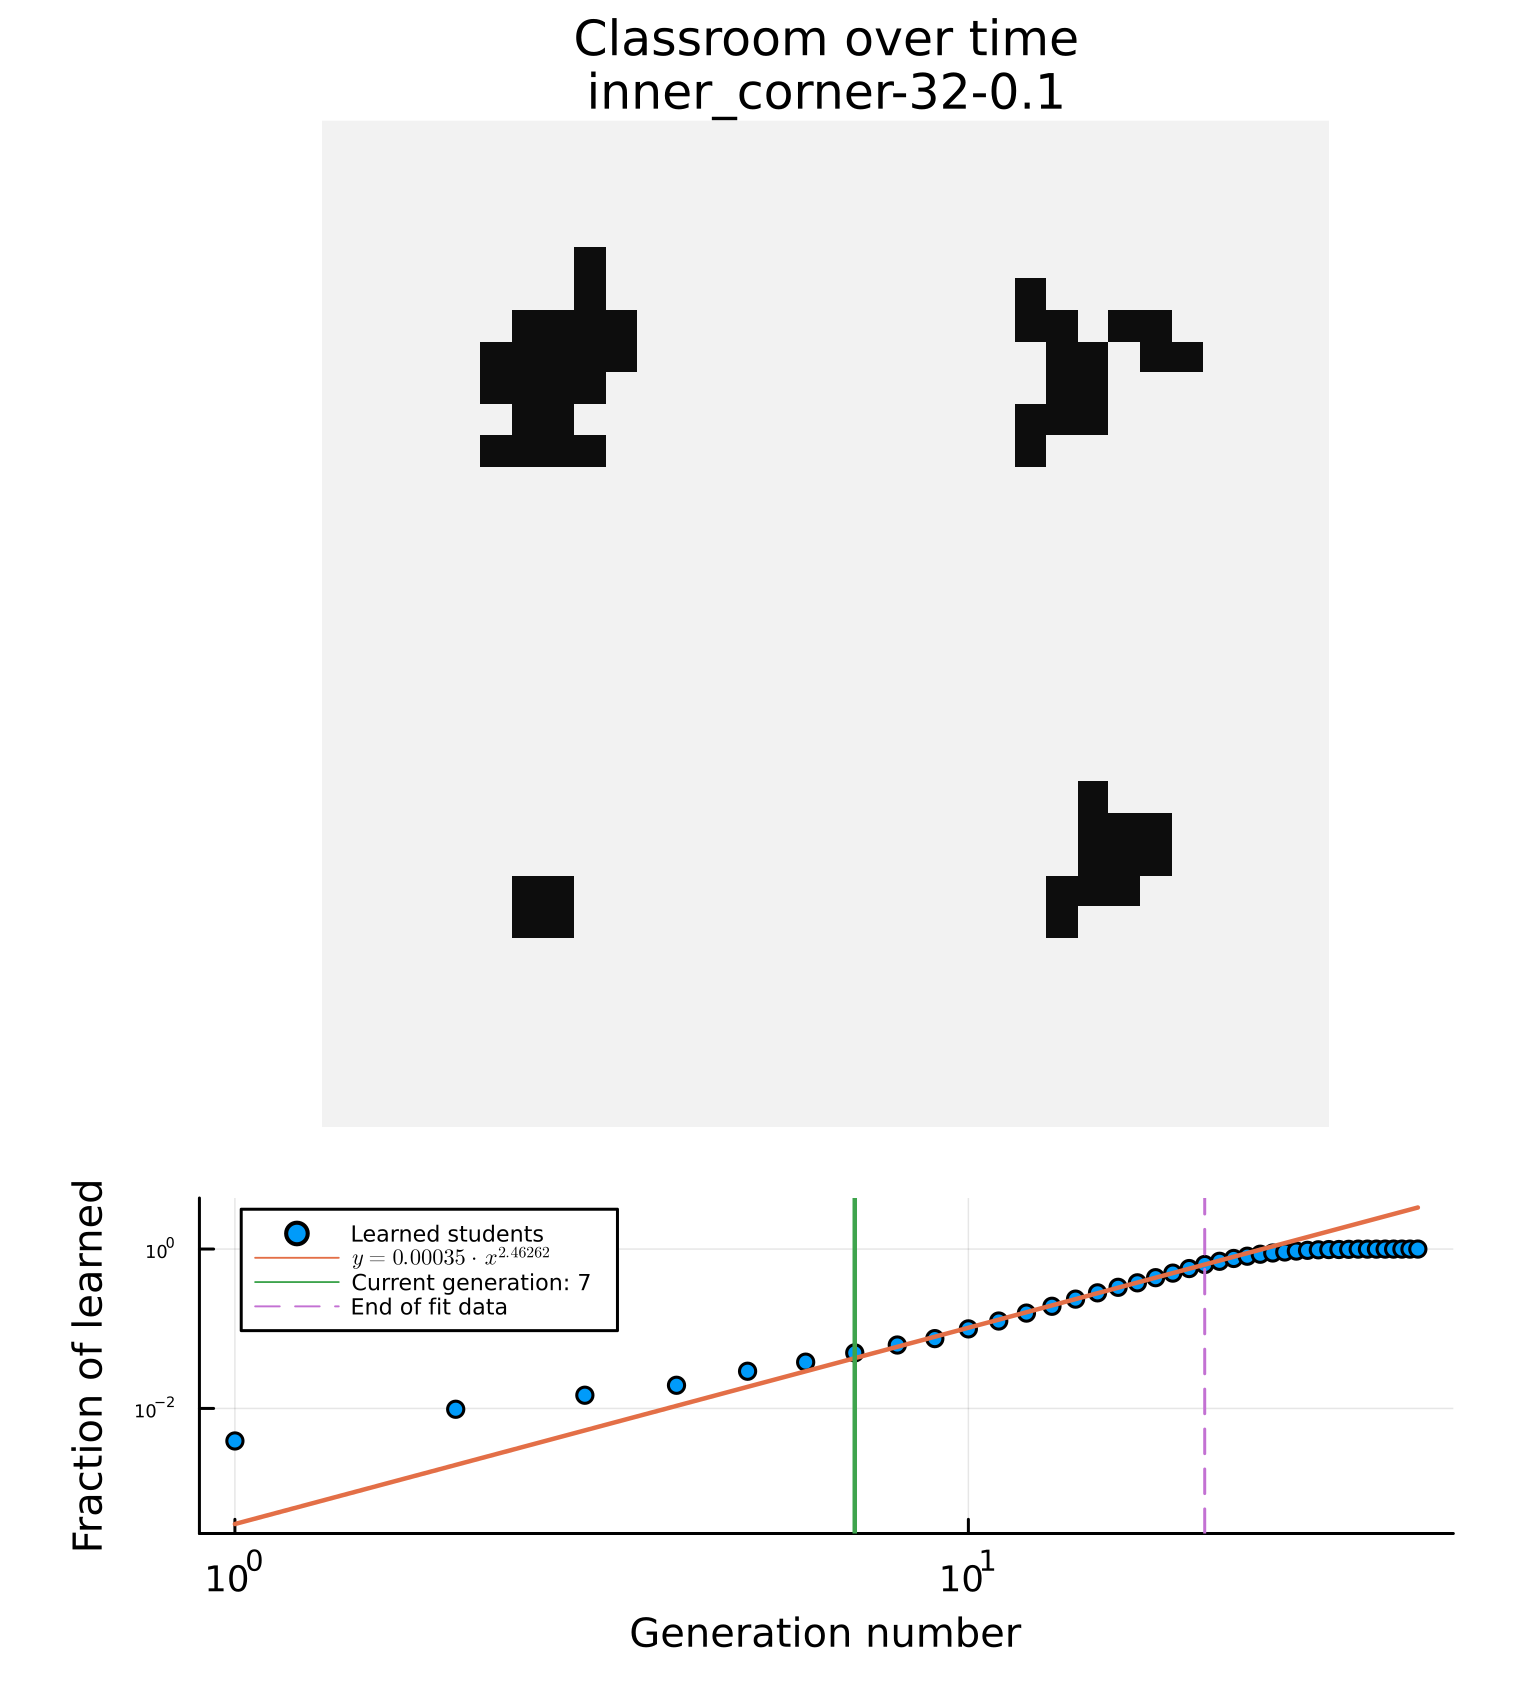 Classroom over time
inner_corner-32-0.1
Fraction of learned
10^0
10^-2
Learned students
y = 0.00035 · x^2.46262
Current generation: 7
End of fit data
10^0
10^1
Generation number